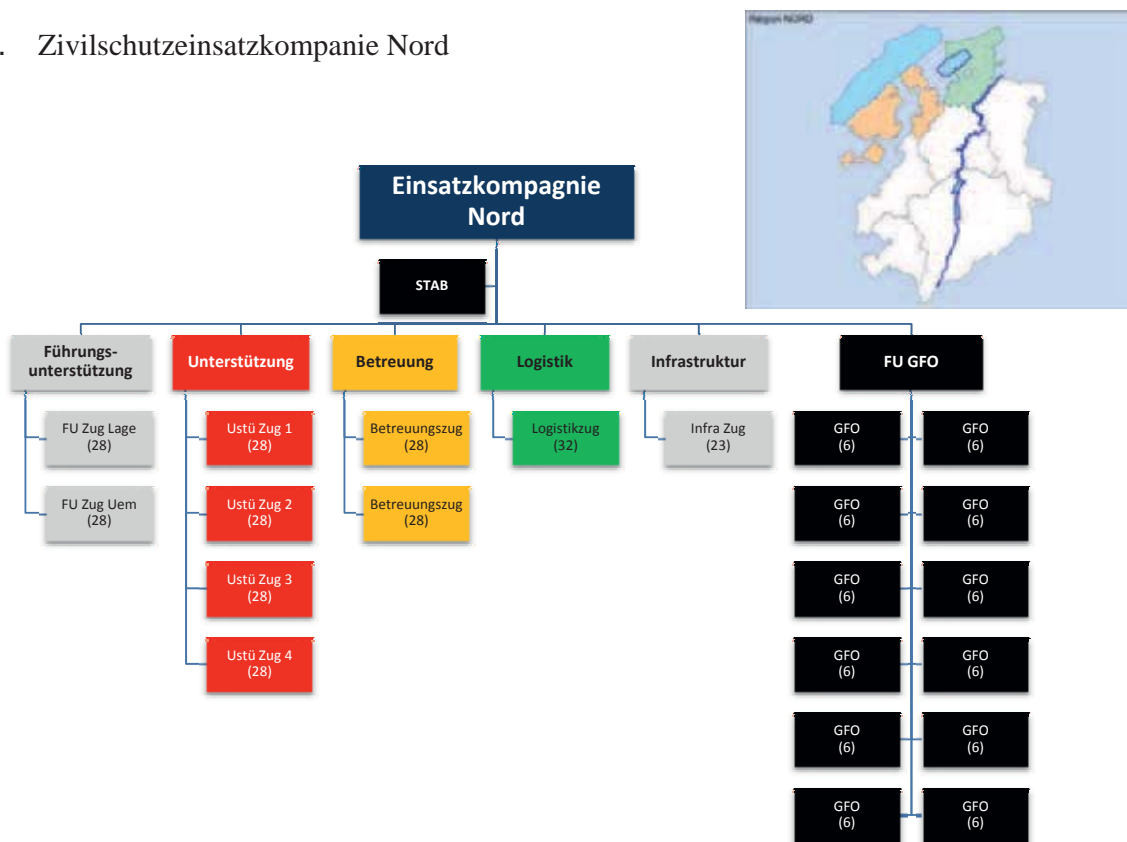 . Zivilschutzeinsatzkompanie Nord
Region NORD
Einsatzkompagnie
Nord
STAB
Führungs-
unterstützung
Unterstützung
Betreuung
Logistik
Infrastruktur
FU GFO
FU Zug Lage
(28)
FU Zug Uem
(28)
Ustü Zug 1
(28)
Ustü Zug 2
(28)
Ustü Zug 3
(28)
Ustü Zug 4
(28)
Betreuungszug
(28)
Betreuungszug
(28)
Logistikzug
(32)
Infra Zug
(23)
GFO
(6)
GFO
(6)
GFO
(6)
GFO
(6)
GFO
(6)
GFO
(6)
GFO
(6)
GFO
(6)
GFO
(6)
GFO
(6)
GFO
(6)
GFO
(6)